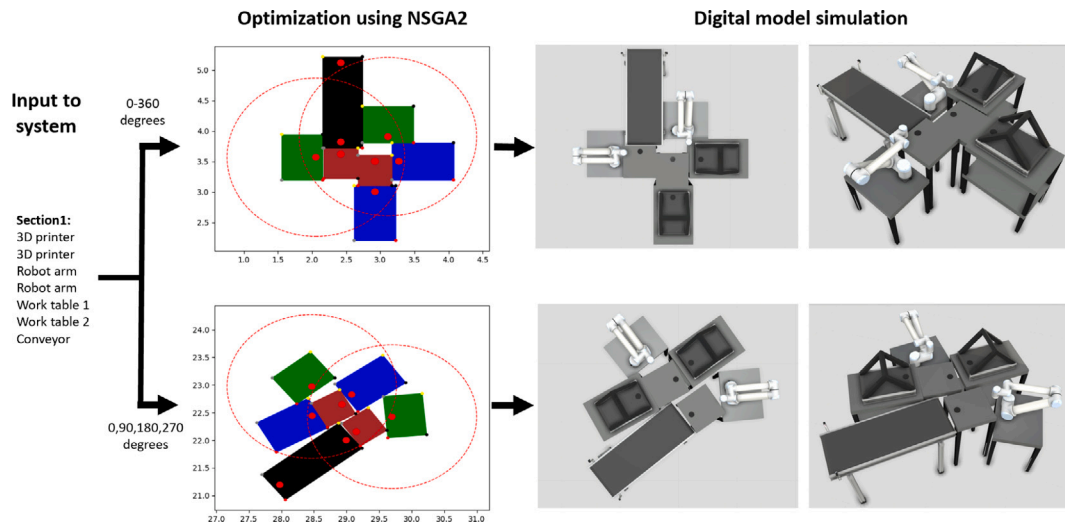 Optimization using NSGA2
Digital model simulation
Input to
system
0-360
degrees
Section1:
3D printer
3D printer
Robot arm
Robot arm
Work table 1
Work table 2
Conveyor
0,90,180,270
degrees
5.0
4.5
4.0
3.5
3.0
2.5
1.0 1.5 2.0 2.5 3.0 3.5 4.0 4.5
24.0
23.5
23.0
22.5
22.0
21.5
21.0
27.0 27.5 28.0 28.5 29.0 29.5 30.0 30.5 31.0